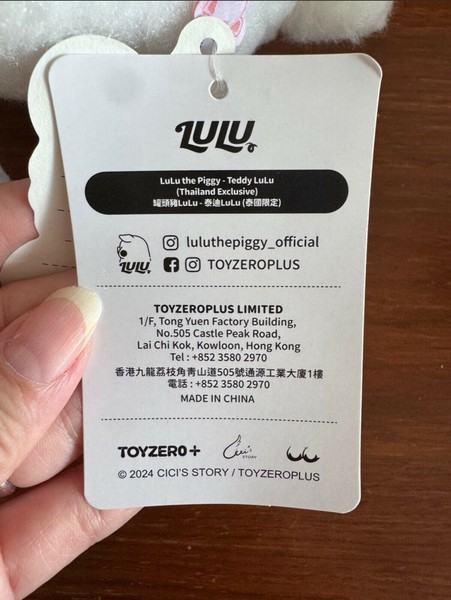 LULU
LuLu the Piggy - Teddy LuLu
(Thailand Exclusive)
罐頭豬LuLu - 泰迪LuLu (泰國限定)
LULU
luluthepiggy_official
TOYZEROPLUS
TOYZEROPLUS LIMITED
1/F, Tong Yuen Factory Building,
No.505 Castle Peak Road,
Lai Chi Kok, Kowloon, Hong Kong
Tel : +852 3580 2970
香港九龍荔枝角青山道505號通源工業大廈1樓
電話 : +852 3580 2970
MADE IN CHINA
TOYZERO+
Cici's STORY
© 2024 CICI'S STORY / TOYZEROPLUS